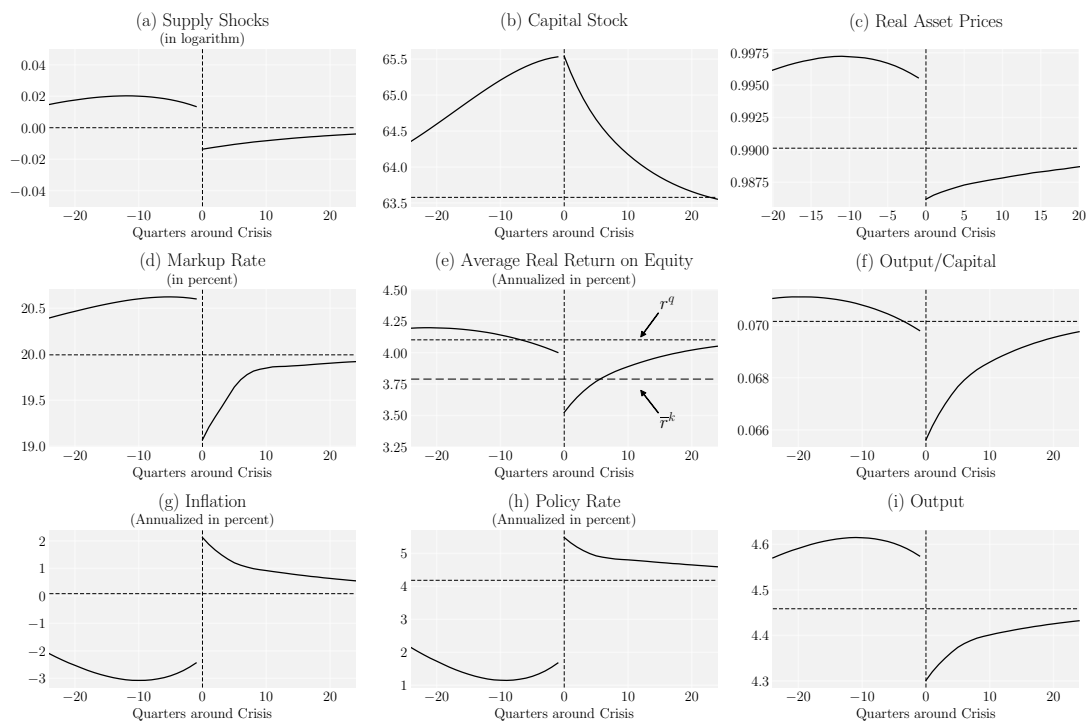 (a) Supply Shocks
(in logarithm)
0.04
0.02
0.00
−0.02
−0.04
−20 −10 0 10 20
Quarters around Crisis
(b) Capital Stock
65.5
65.0
64.5
64.0
63.5
−20 −10 0 10 20
Quarters around Crisis
(c) Real Asset Prices
0.9975
0.9950
0.9925
0.9900
0.9875
−20 −15 −10 −5 0 5 10 15 20
Quarters around Crisis
(d) Markup Rate
(in percent)
20.5
20.0
19.5
19.0
−20 −10 0 10 20
Quarters around Crisis
(e) Average Real Return on Equity
(Annualized in percent)
4.50
4.25
4.00
3.75
3.50
3.25
r^q
r̅^k
−20 −10 0 10 20
Quarters around Crisis
(f) Output/Capital
0.070
0.068
0.066
−20 −10 0 10 20
Quarters around Crisis
(g) Inflation
(Annualized in percent)
2
1
0
−1
−2
−3
−20 −10 0 10 20
Quarters around Crisis
(h) Policy Rate
(Annualized in percent)
5
4
3
2
1
−20 −10 0 10 20
Quarters around Crisis
(i) Output
4.6
4.5
4.4
4.3
−20 −10 0 10 20
Quarters around Crisis